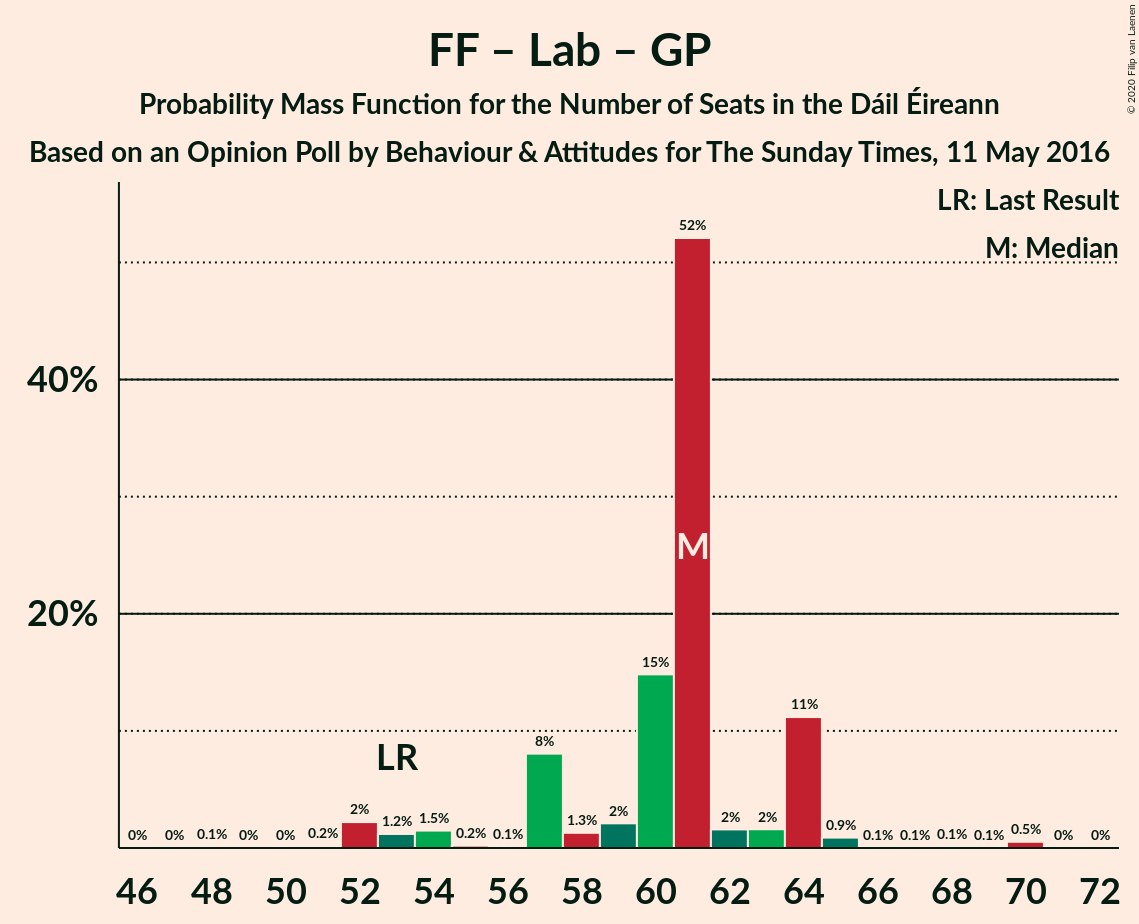 FF – Lab – GP
Probability Mass Function for the Number of Seats in the Dáil Éireann
Based on an Opinion Poll by Behaviour & Attitudes for The Sunday Times, 11 May 2016
© 2020 Filip van Laenen
LR: Last Result
M: Median
40%
20%
0% 0% 0.1% 0% 0% 0.2% 2% 1.2% 1.5% 0.2% 0.1% 8% 1.3% 2% 15% 52% 2% 2% 11% 0.9% 0.1% 0.1% 0.1% 0.1% 0.5% 0% 0%
LR
M
46 48 50 52 54 56 58 60 62 64 66 68 70 72